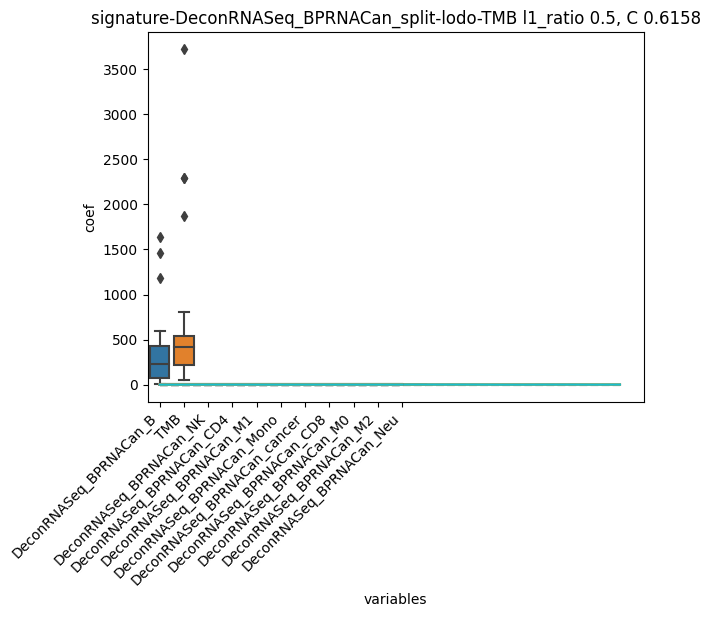 signature-DeconRNASeq_BPRNACan_split-lodo-TMB l1_ratio 0.5, C 0.6158
3500
3000
2500
2000
1500
1000
500
0
coef
DeconRNASeq_BPRNACan_B
TMB
DeconRNASeq_BPRNACan_NK
DeconRNASeq_BPRNACan_CD4
DeconRNASeq_BPRNACan_M1
DeconRNASeq_BPRNACan_Mono
DeconRNASeq_BPRNACan_cancer
DeconRNASeq_BPRNACan_CD8
DeconRNASeq_BPRNACan_M0
DeconRNASeq_BPRNACan_M2
DeconRNASeq_BPRNACan_Neu
variables